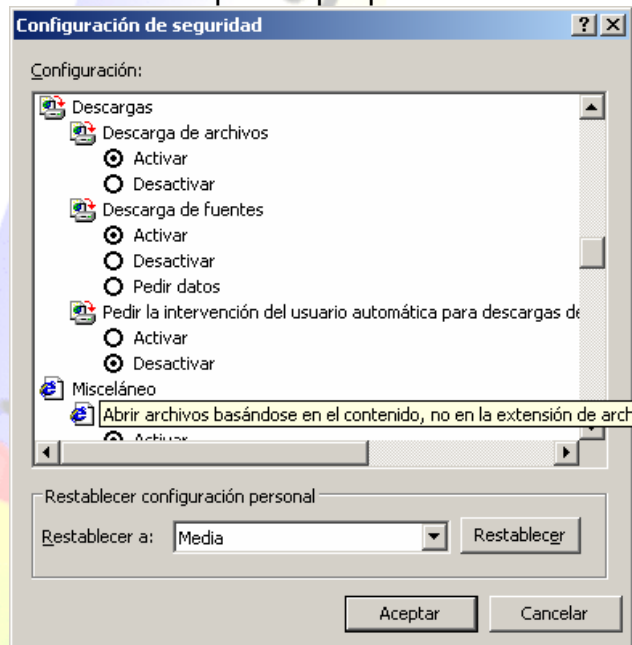 Configuración de seguridad
Configuración:
Descargas
Descarga de archivos
Activar
Desactivar
Descarga de fuentes
Activar
Desactivar
Pedir datos
Pedir la intervención del usuario automática para descargas de
Activar
Desactivar
Misceláneo
Abrir archivos basándose en el contenido, no en la extensión de arch
Activar
Restablecer configuración personal
Restablecer a: Media Restablecer
Aceptar Cancelar